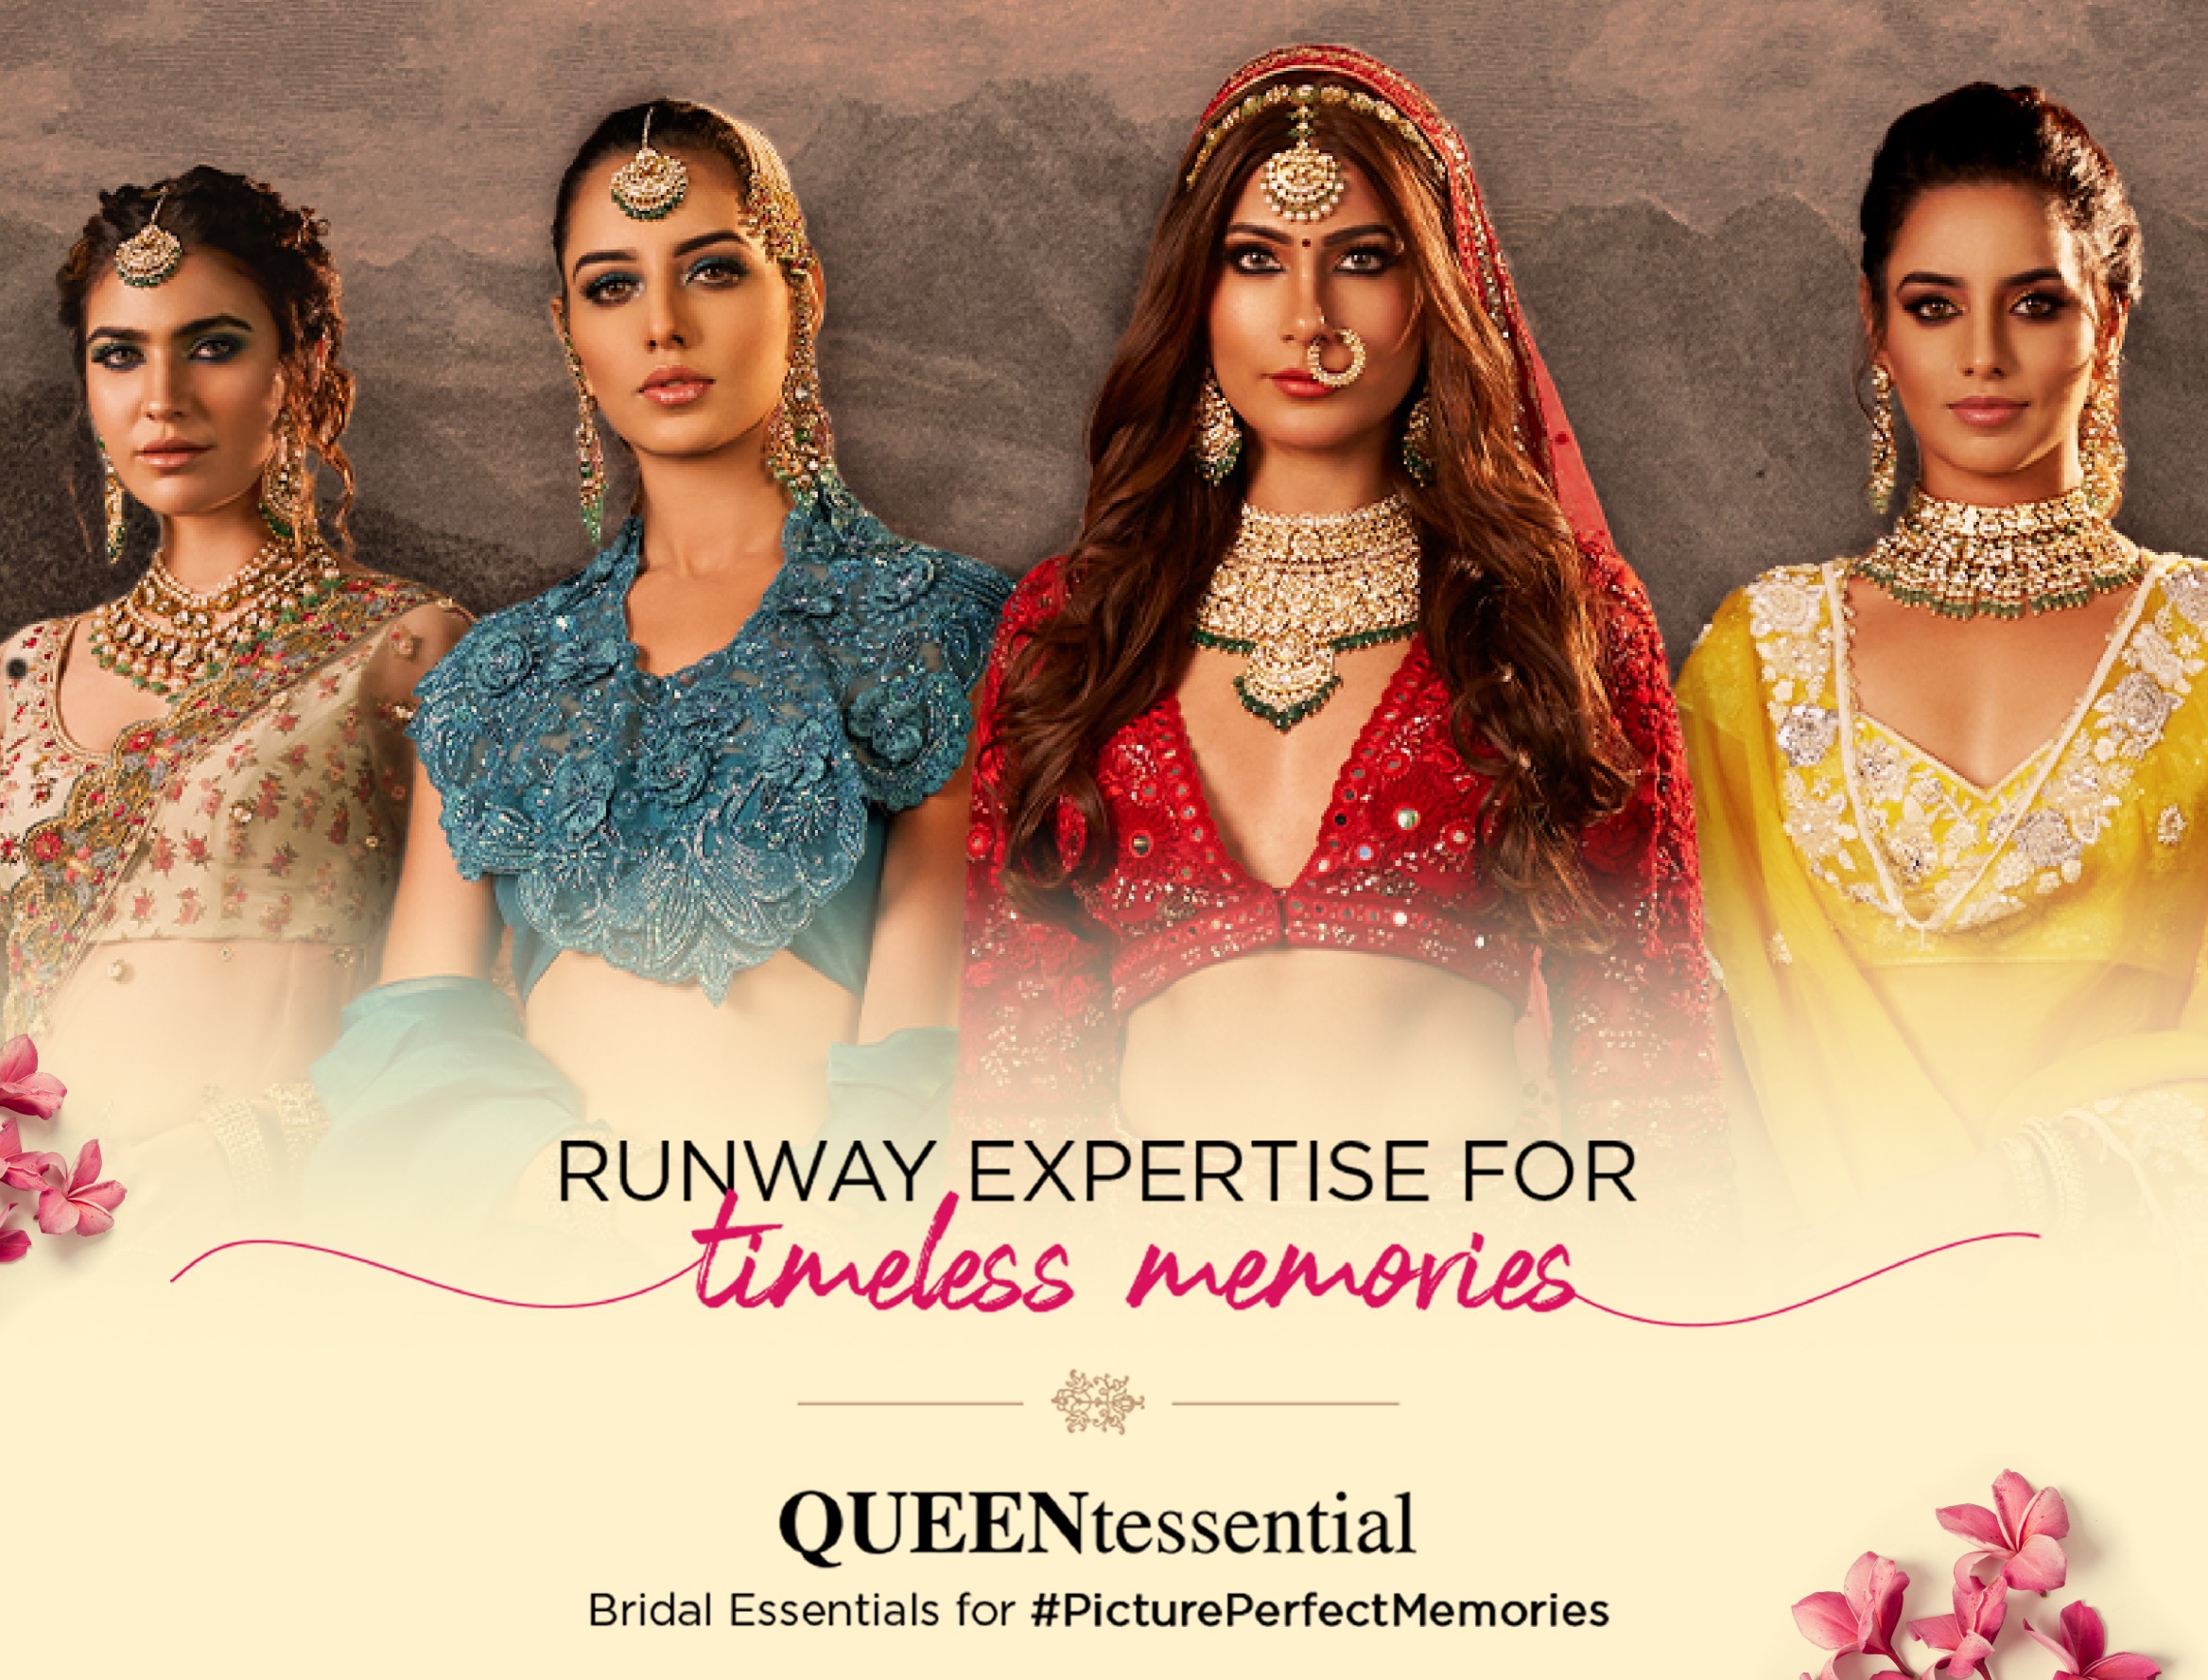 RUNWAY EXPERTISE FOR
timeless memories
QUEENtessential
Bridal Essentials for #PicturePerfectMemories